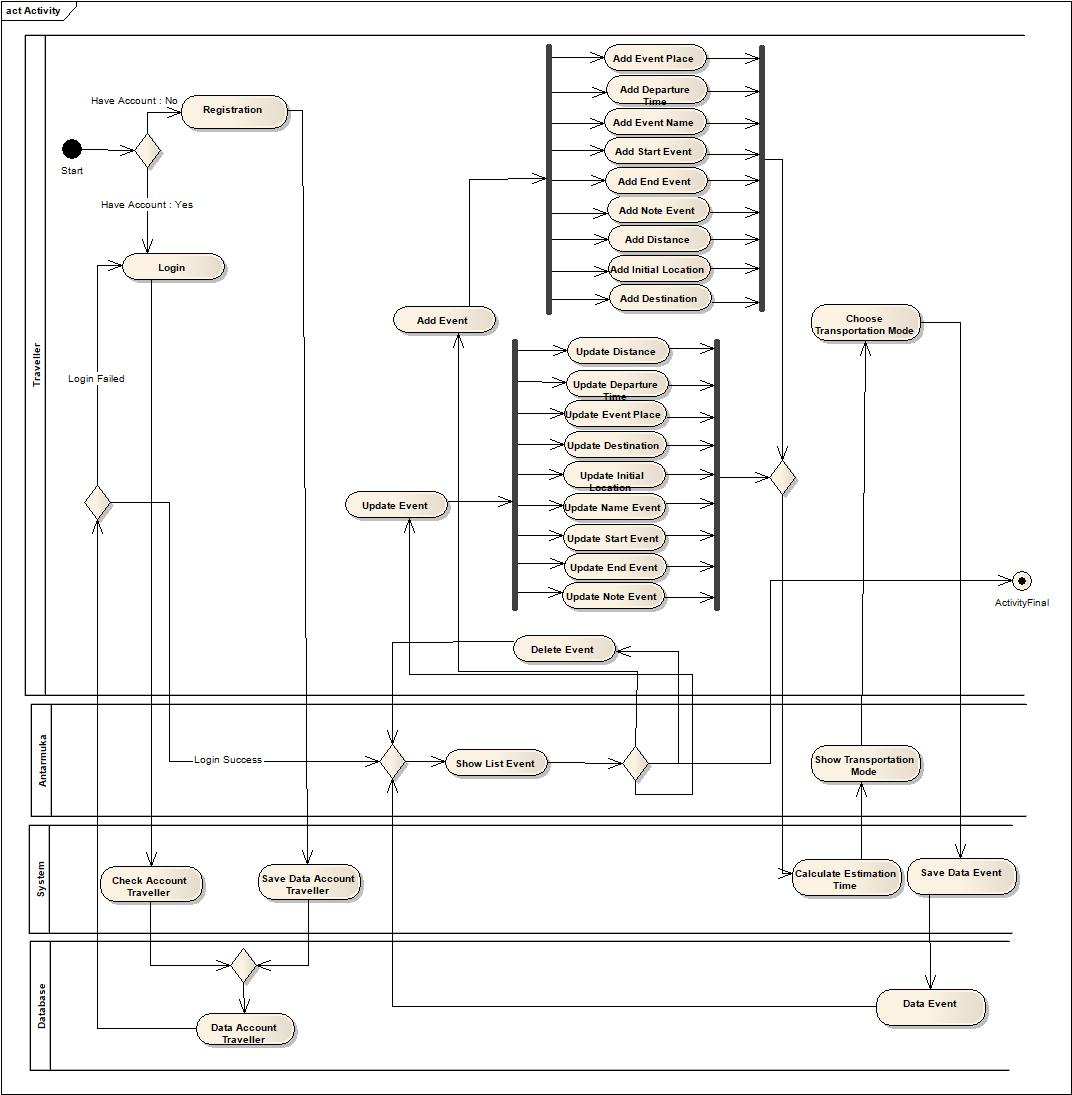 act Activity
Traveller
Have Account : No
Registration
Start
Have Account : Yes
Login
Login Failed
Add Event Place
Add Departure
Time
Add Event Name
Add Start Event
Add End Event
Add Note Event
Add Distance
Add Initial Location
Add Destination
Add Event
Choose
Transportation Mode
Update Distance
Update Departure
Time
Update Event Place
Update Destination
Update Initial
Location
Update Name Event
Update Start Event
Update End Event
Update Note Event
Update Event
ActivityFinal
Delete Event
Antarmuka
Login Success
Show List Event
Show Transportation
Mode
System
Check Account
Traveller
Save Data Account
Traveller
Calculate Estimation
Time
Save Data Event
Database
Data Account
Traveller
Data Event